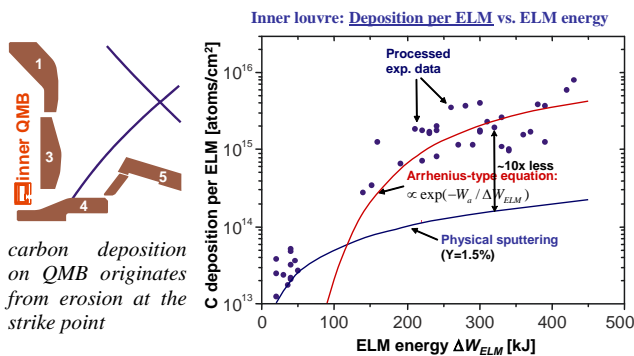 Inner louvre: Deposition per ELM vs. ELM energy
1
inner QMB
3
4
5
carbon deposition
on QMB originates
from erosion at the
strike point
C deposition per ELM [atoms/cm²]
10¹⁶
10¹⁵
10¹⁴
10¹³
Processed
exp. data
~10x less
Arrhenius-type equation:
∝ exp(−Wₐ / ΔW_ELM)
Physical sputtering
(Y=1.5%)
0 100 200 300 400 500
ELM energy ΔW_ELM [kJ]